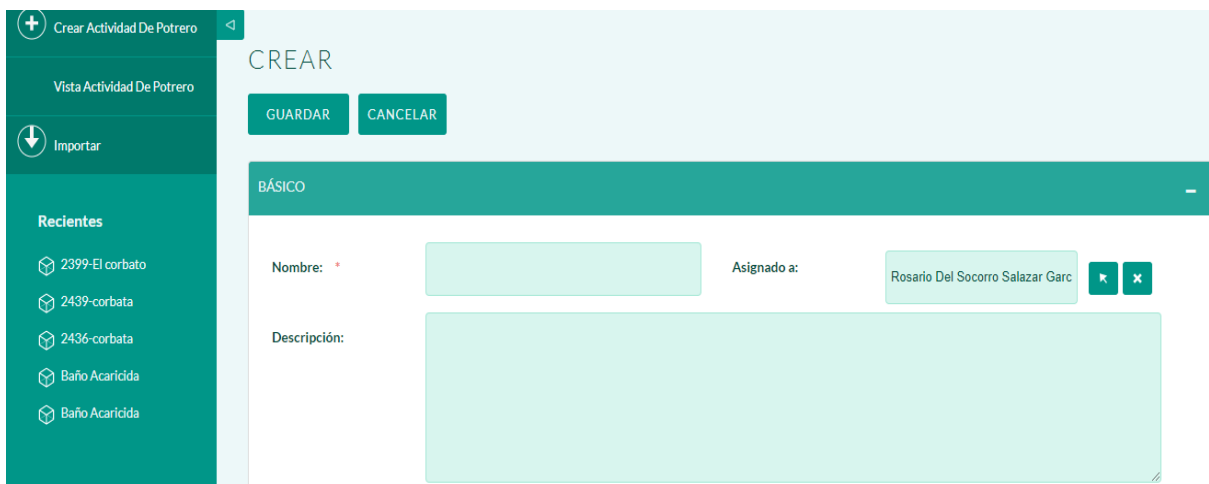 Crear Actividad De Potrero
Vista Actividad De Potrero
Importar
Recientes
2399-El corbato
2439-corbata
2436-corbata
Baño Acaricida
Baño Acaricida
CREAR
GUARDAR CANCELAR
BÁSICO
Nombre: * Asignado a: Rosario Del Socorro Salazar Garc
Descripción: